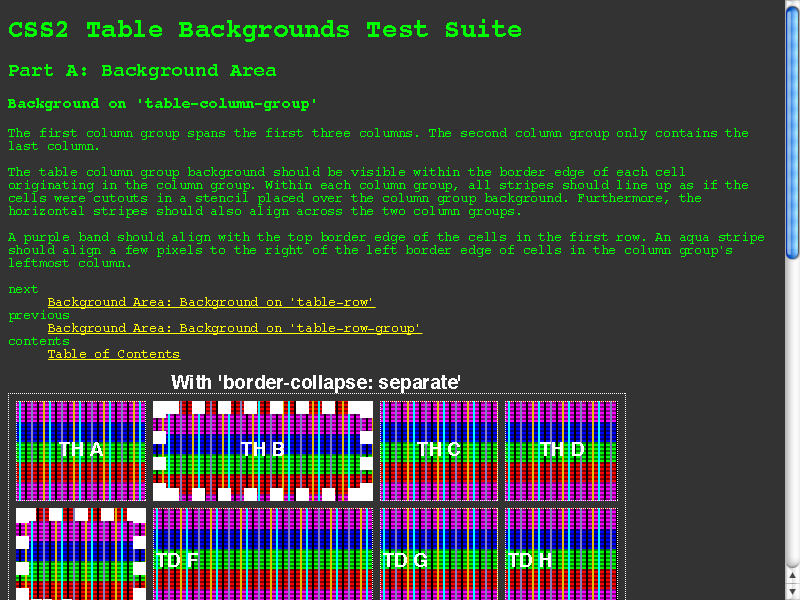 CSS2 Table Backgrounds Test Suite
Part A: Background Area
Background on 'table-column-group'
The first column group spans the first three columns. The second column group only contains the
last column.
The table column group background should be visible within the border edge of each cell
originating in the column group. Within each column group, all stripes should line up as if the
cells were cutouts in a stencil placed over the column group background. Furthermore, the
horizontal stripes should also align across the two column groups.
A purple band should align with the top border edge of the cells in the first row. An aqua stripe
should align a few pixels to the right of the left border edge of cells in the column group's
leftmost column.
next
Background Area: Background on 'table-row'
previous
Background Area: Background on 'table-row-group'
contents
Table of Contents
With 'border-collapse: separate'
TH A TH B TH C TH D
TD F TD G TD H